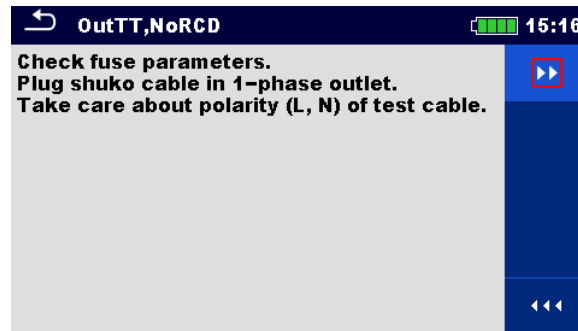 OutTT,NoRCD 15:16
Check fuse parameters.
Plug shuko cable in 1-phase outlet.
Take care about polarity (L, N) of test cable.